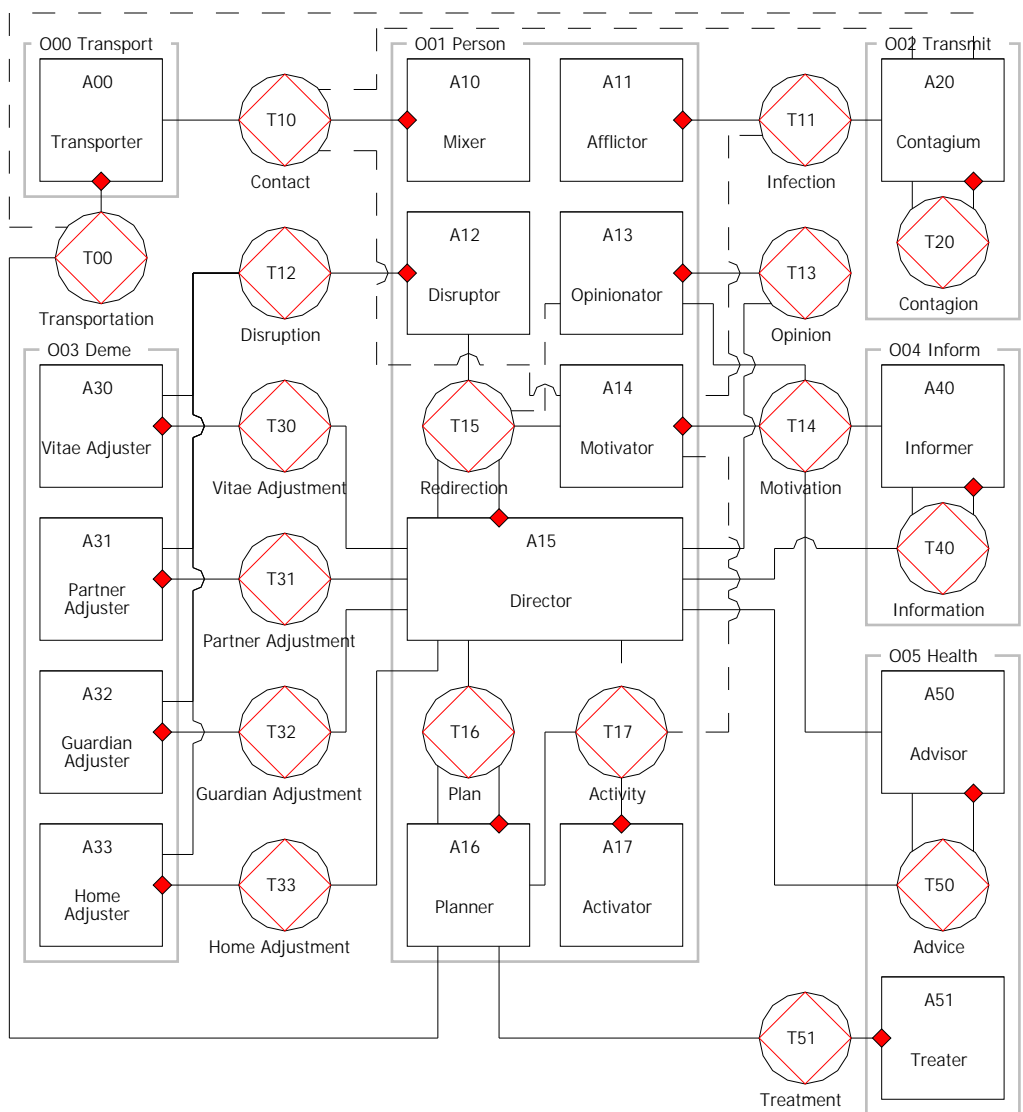 O00 Transport
O01 Person
O02 Transmit
A00
Transporter
T10
Contact
A10
Mixer
A11
Afflictor
T11
Infection
A20
Contagium
T00
Transportation
T12
Disruption
A12
Disruptor
A13
Opinionator
T13
Opinion
T20
Contagion
O03 Deme
O04 Inform
A30
Vitae Adjuster
T30
Vitae Adjustment
T15
Redirection
A14
Motivator
T14
Motivation
A40
Informer
A31
Partner
Adjuster
T31
Partner Adjustment
A15
Director
T40
Information
O05 Health
A32
Guardian
Adjuster
T32
Guardian Adjustment
T16
Plan
T17
Activity
A50
Advisor
A33
Home
Adjuster
T33
Home Adjustment
A16
Planner
A17
Activator
T50
Advice
T51
Treatment
A51
Treater